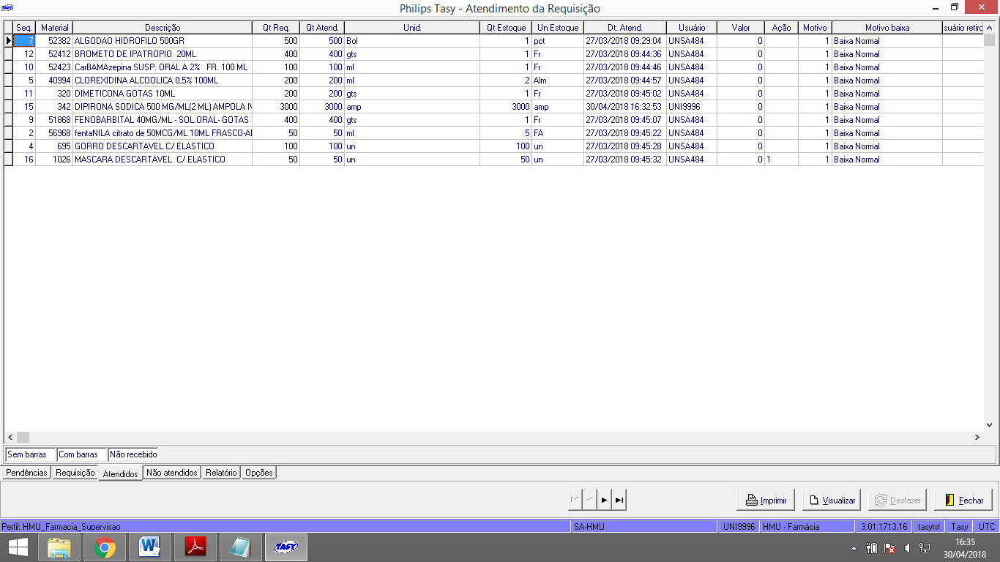 TASY Philips Tasy - Atendimento da Requisição
Seq. Material Descrição Qt Req. Qt Atend. Unid. Qt Estoque Un Estoque Dt. Atend. Usuário Valor Ação Motivo Motivo baixa suário retirc
7 52382 ALGODAO HIDROFILO 500GR 500 500 Bol 1 pct 27/03/2018 09:29:04 UNSA484 0 1 Baixa Normal
12 52412 BROMETO DE IPATROPIO 20ML 400 400 gts 1 Fr 27/03/2018 09:44:36 UNSA484 0 1 Baixa Normal
10 52423 CarBAMAzepina SUSP. ORAL A 2% FR. 100 ML 100 100 ml 1 Fr 27/03/2018 09:44:46 UNSA484 0 1 Baixa Normal
5 40994 CLOREXIDINA ALCOOLICA 0,5% 100ML 200 200 ml 2 Alm 27/03/2018 09:44:57 UNSA484 0 1 Baixa Normal
11 320 DIMETICONA GOTAS 10ML 200 200 gts 1 Fr 27/03/2018 09:45:02 UNSA484 0 1 Baixa Normal
15 342 DIPIRONA SODICA 500 MG/ML(2 ML) AMPOLA IV 3000 3000 amp 3000 amp 30/04/2018 16:32:53 UNI9996 0 1 Baixa Normal
9 51868 FENOBARBITAL 40MG/ML - SOL.ORAL- GOTAS 400 400 gts 1 Fr 27/03/2018 09:45:07 UNSA484 0 1 Baixa Normal
2 56968 fentaNILA citrato de 50MCG/ML 10ML FRASCO-AI 50 50 ml 5 FA 27/03/2018 09:45:22 UNSA484 0 1 Baixa Normal
4 695 GORRO DESCARTAVEL C/ ELASTICO 100 100 un 100 un 27/03/2018 09:45:28 UNSA484 0 1 Baixa Normal
16 1026 MASCARA DESCARTAVEL C/ ELASTICO 50 50 un 50 un 27/03/2018 09:45:32 UNSA484 0 1 1 Baixa Normal
Sem barras Com barras Não recebido
Pendências Requisição Atendidos Não atendidos Relatório Opções
Imprimir Visualizar Desfazer Fechar
Perfil: HMU_Farmacia_Supervisao SA-HMU UNI9996 HMU - Farmácia 3.01.1713.16 tasytst Tasy UTC
TASY 16:35
30/04/2018